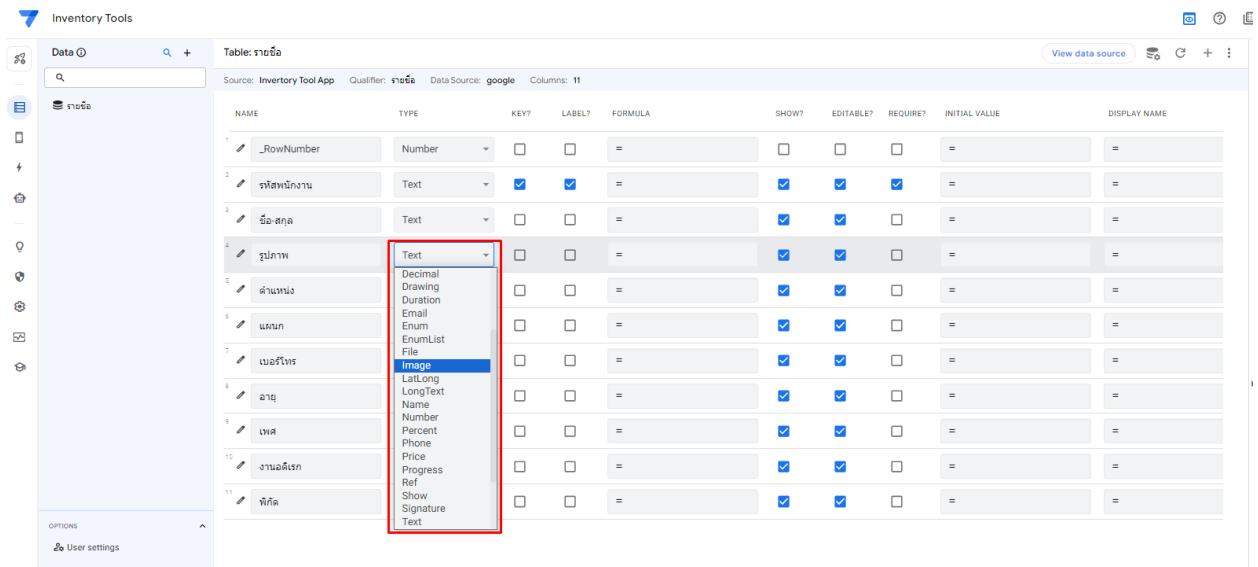 Inventory Tools
Data
Table: รายชื่อ
View data source
Source: Invertory Tool App Qualifier: รายชื่อ Data Source: google Columns: 11
รายชื่อ
NAME TYPE KEY? LABEL? FORMULA SHOW? EDITABLE? REQUIRE? INITIAL VALUE DISPLAY NAME
1 _RowNumber Number = = =
2 รหัสพนักงาน Text = = =
3 ชื่อ-สกุล Text = = =
4 รูปภาพ Text = = =
5 ตำแหน่ง = = =
6 แผนก = = =
7 เบอร์โทร = = =
8 อายุ = = =
9 เพศ = = =
10 งานอดิเรก = = =
11 พิกัด = = =
Decimal
Drawing
Duration
Email
Enum
EnumList
File
Image
LatLong
LongText
Name
Number
Percent
Phone
Price
Progress
Ref
Show
Signature
Text
OPTIONS
User settings